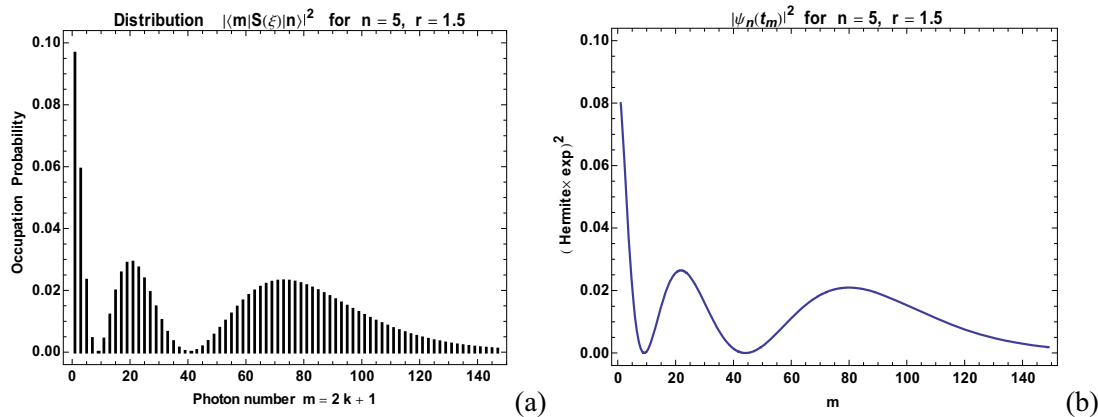 Distribution |⟨m|S(ξ)|n⟩|² for n = 5, r = 1.5
Occupation Probability
0.10
0.08
0.06
0.04
0.02
0.00
0 20 40 60 80 100 120 140
Photon number m = 2 k + 1
(a)
|ψₙ(tₘ)|² for n = 5, r = 1.5
( Hermite× exp)²
0.10
0.08
0.06
0.04
0.02
0.00
0 20 40 60 80 100 120 140
m
(b)